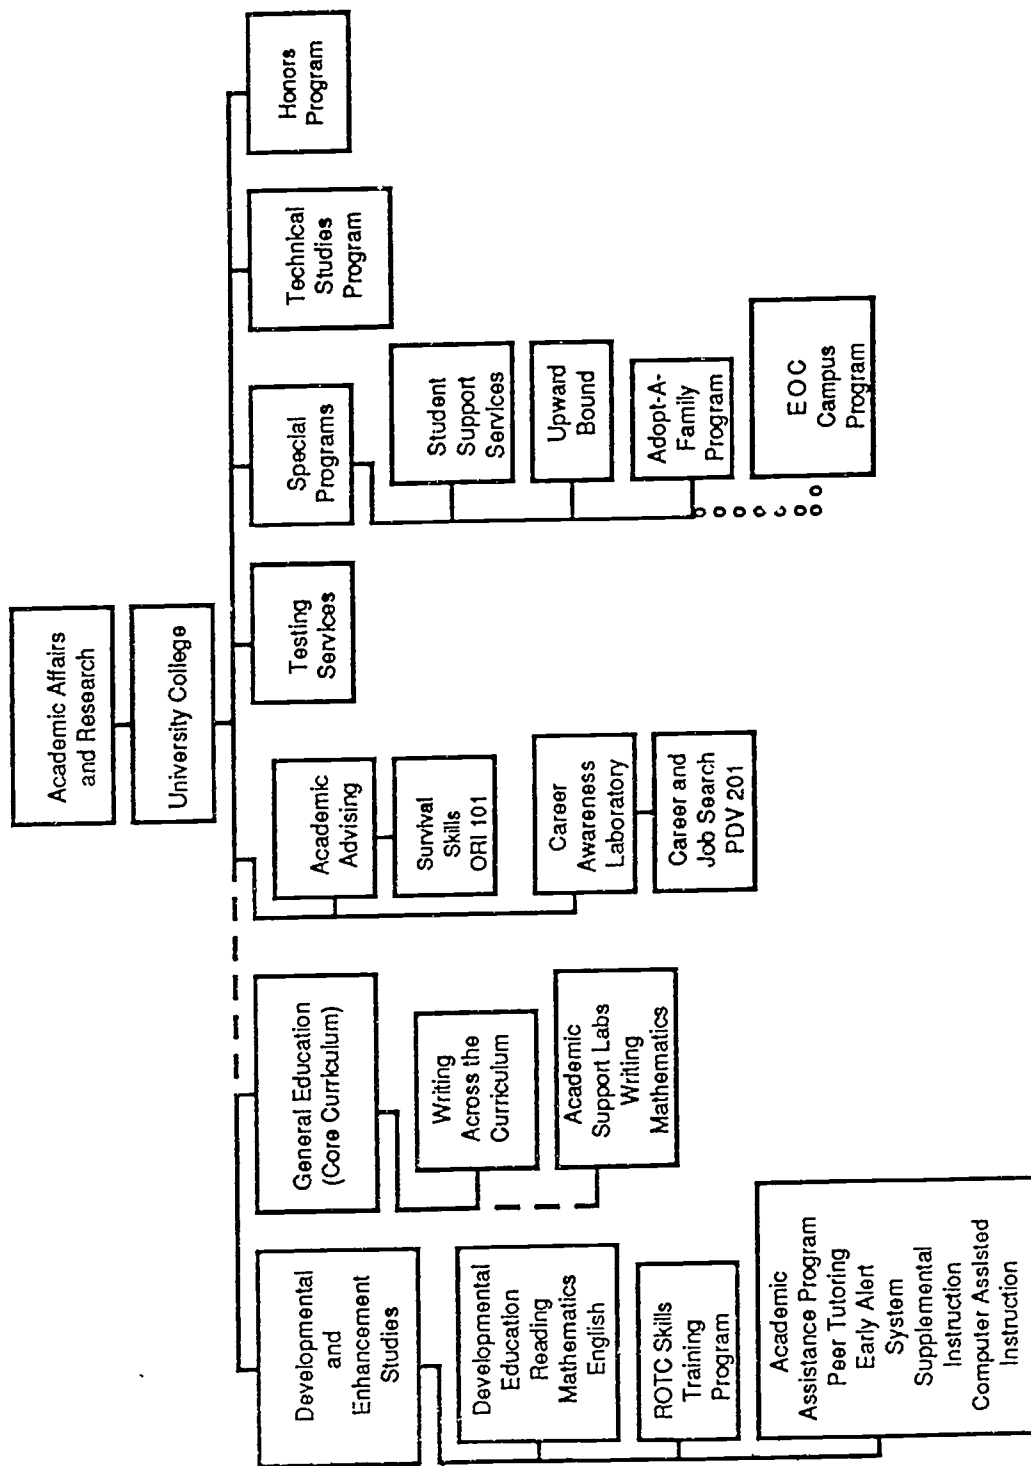 Academic Affairs
and Research
University College
Developmental
and
Enhancement
Studies
Developmental
Education
Reading
Mathematics
English
ROTC Skills
Training
Program
Academic
Assistance Program
Peer Tutoring
Early Alert
System
Supplemental
Instruction
Computer Assisted
Instruction
General Education
(Core Curriculum)
Writing
Across the
Curriculum
Academic
Support Labs
Writing
Mathematics
Academic
Advising
Survival
Skills
ORI 101
Career
Awareness
Laboratory
Career and
Job Search
PDV 201
Testing
Services
Special
Programs
Student
Support
Services
Upward
Bound
Adopt-A-
Family
Program
EOC
Campus
Program
Technical
Studies
Program
Honors
Program